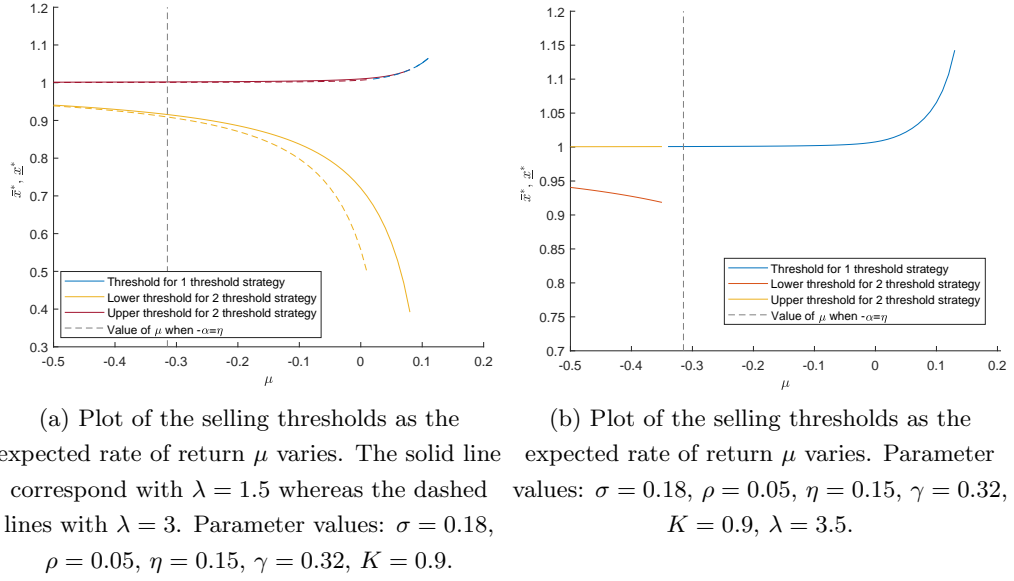 1.2
1.1
1
0.9
0.8
0.7
0.6
0.5
0.4
0.3
x̄*, x̲*
-0.5 -0.4 -0.3 -0.2 -0.1 0 0.1 0.2
μ
Threshold for 1 threshold strategy
Lower threshold for 2 threshold strategy
Upper threshold for 2 threshold strategy
Value of μ when -α=η
1.2
1.15
1.1
1.05
1
0.95
0.9
0.85
0.8
0.75
0.7
x̄*, x̲*
-0.5 -0.4 -0.3 -0.2 -0.1 0 0.1 0.2
μ
Threshold for 1 threshold strategy
Lower threshold for 2 threshold strategy
Upper threshold for 2 threshold strategy
Value of μ when -α=η
(a) Plot of the selling thresholds as the
expected rate of return μ varies. The solid line
correspond with λ = 1.5 whereas the dashed
lines with λ = 3. Parameter values: σ = 0.18,
ρ = 0.05, η = 0.15, γ = 0.32, K = 0.9.
(b) Plot of the selling thresholds as the
expected rate of return μ varies. Parameter
values: σ = 0.18, ρ = 0.05, η = 0.15, γ = 0.32,
K = 0.9, λ = 3.5.